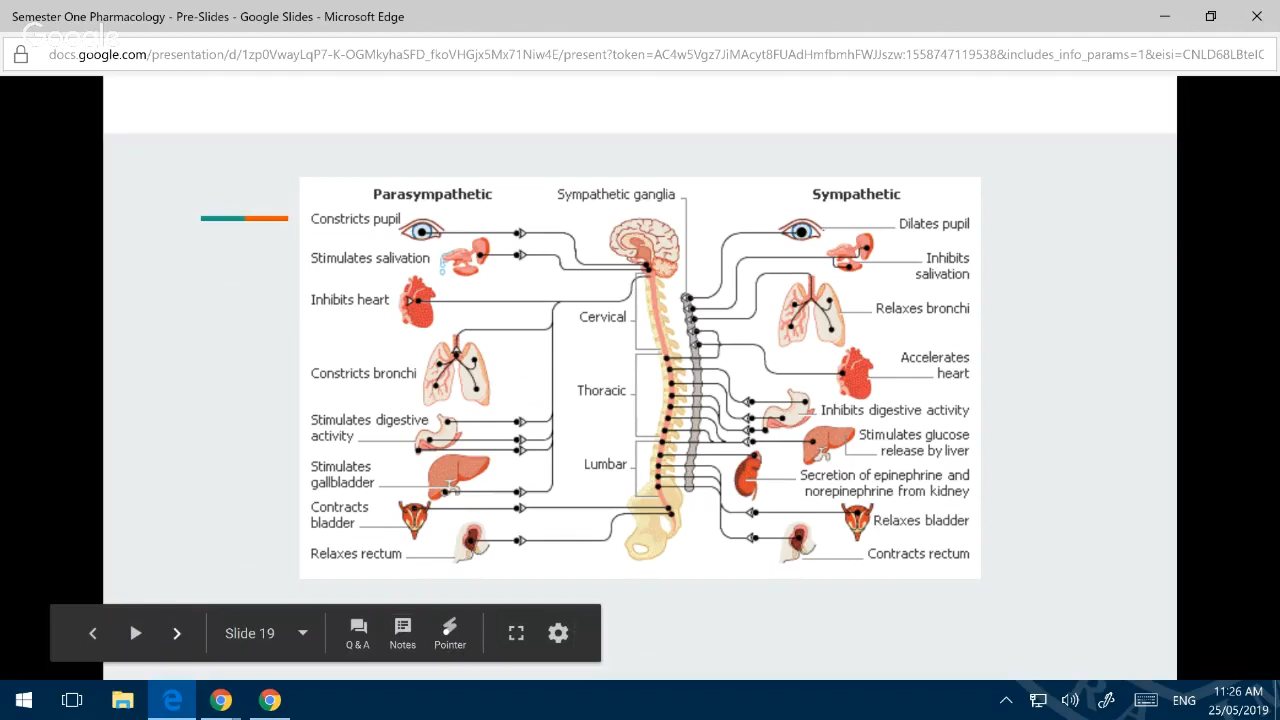 Semester One Pharmacology - Pre-Slides - Google Slides - Microsoft Edge
Google
docs.google.com/presentation/d/1zp0VwayLqP7-K-OGMkyhaSFD_fkoVHGjx5Mx71Niw4E/present?token=AC4w5Vgz7JiMAcyt8FUAdHmfbmhFWJJszw:1558747119538&includes_info_params=1&eisi=CNLD68LBteIC
Parasympathetic
Sympathetic ganglia
Sympathetic
Constricts pupil
Stimulates salivation
Inhibits heart
Constricts bronchi
Stimulates digestive
activity
Stimulates
gallbladder
Contracts
bladder
Relaxes rectum
Cervical
Thoracic
Lumbar
Dilates pupil
Inhibits
salivation
Relaxes bronchi
Accelerates
heart
Inhibits digestive activity
Stimulates glucose
release by liver
Secretion of epinephrine and
norepinephrine from kidney
Relaxes bladder
Contracts rectum
Slide 19
Q & A
Notes
Pointer
ENG
11:26 AM
25/05/2019